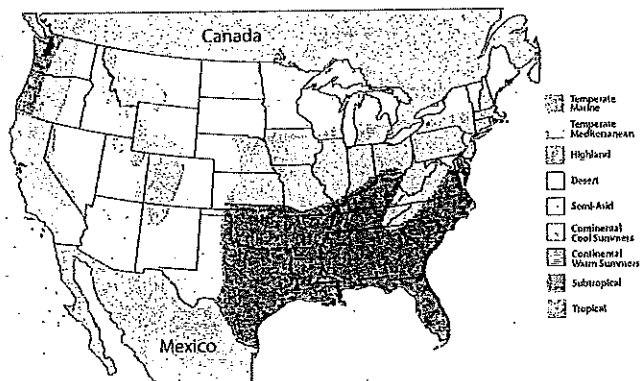 Canada
Mexico
Temperate
Marine
Temperate
Mediterranean
Highland
Desert
Semi-Arid
Continental
Cool Summers
Continental
Warm Summers
Subtropical
Tropical